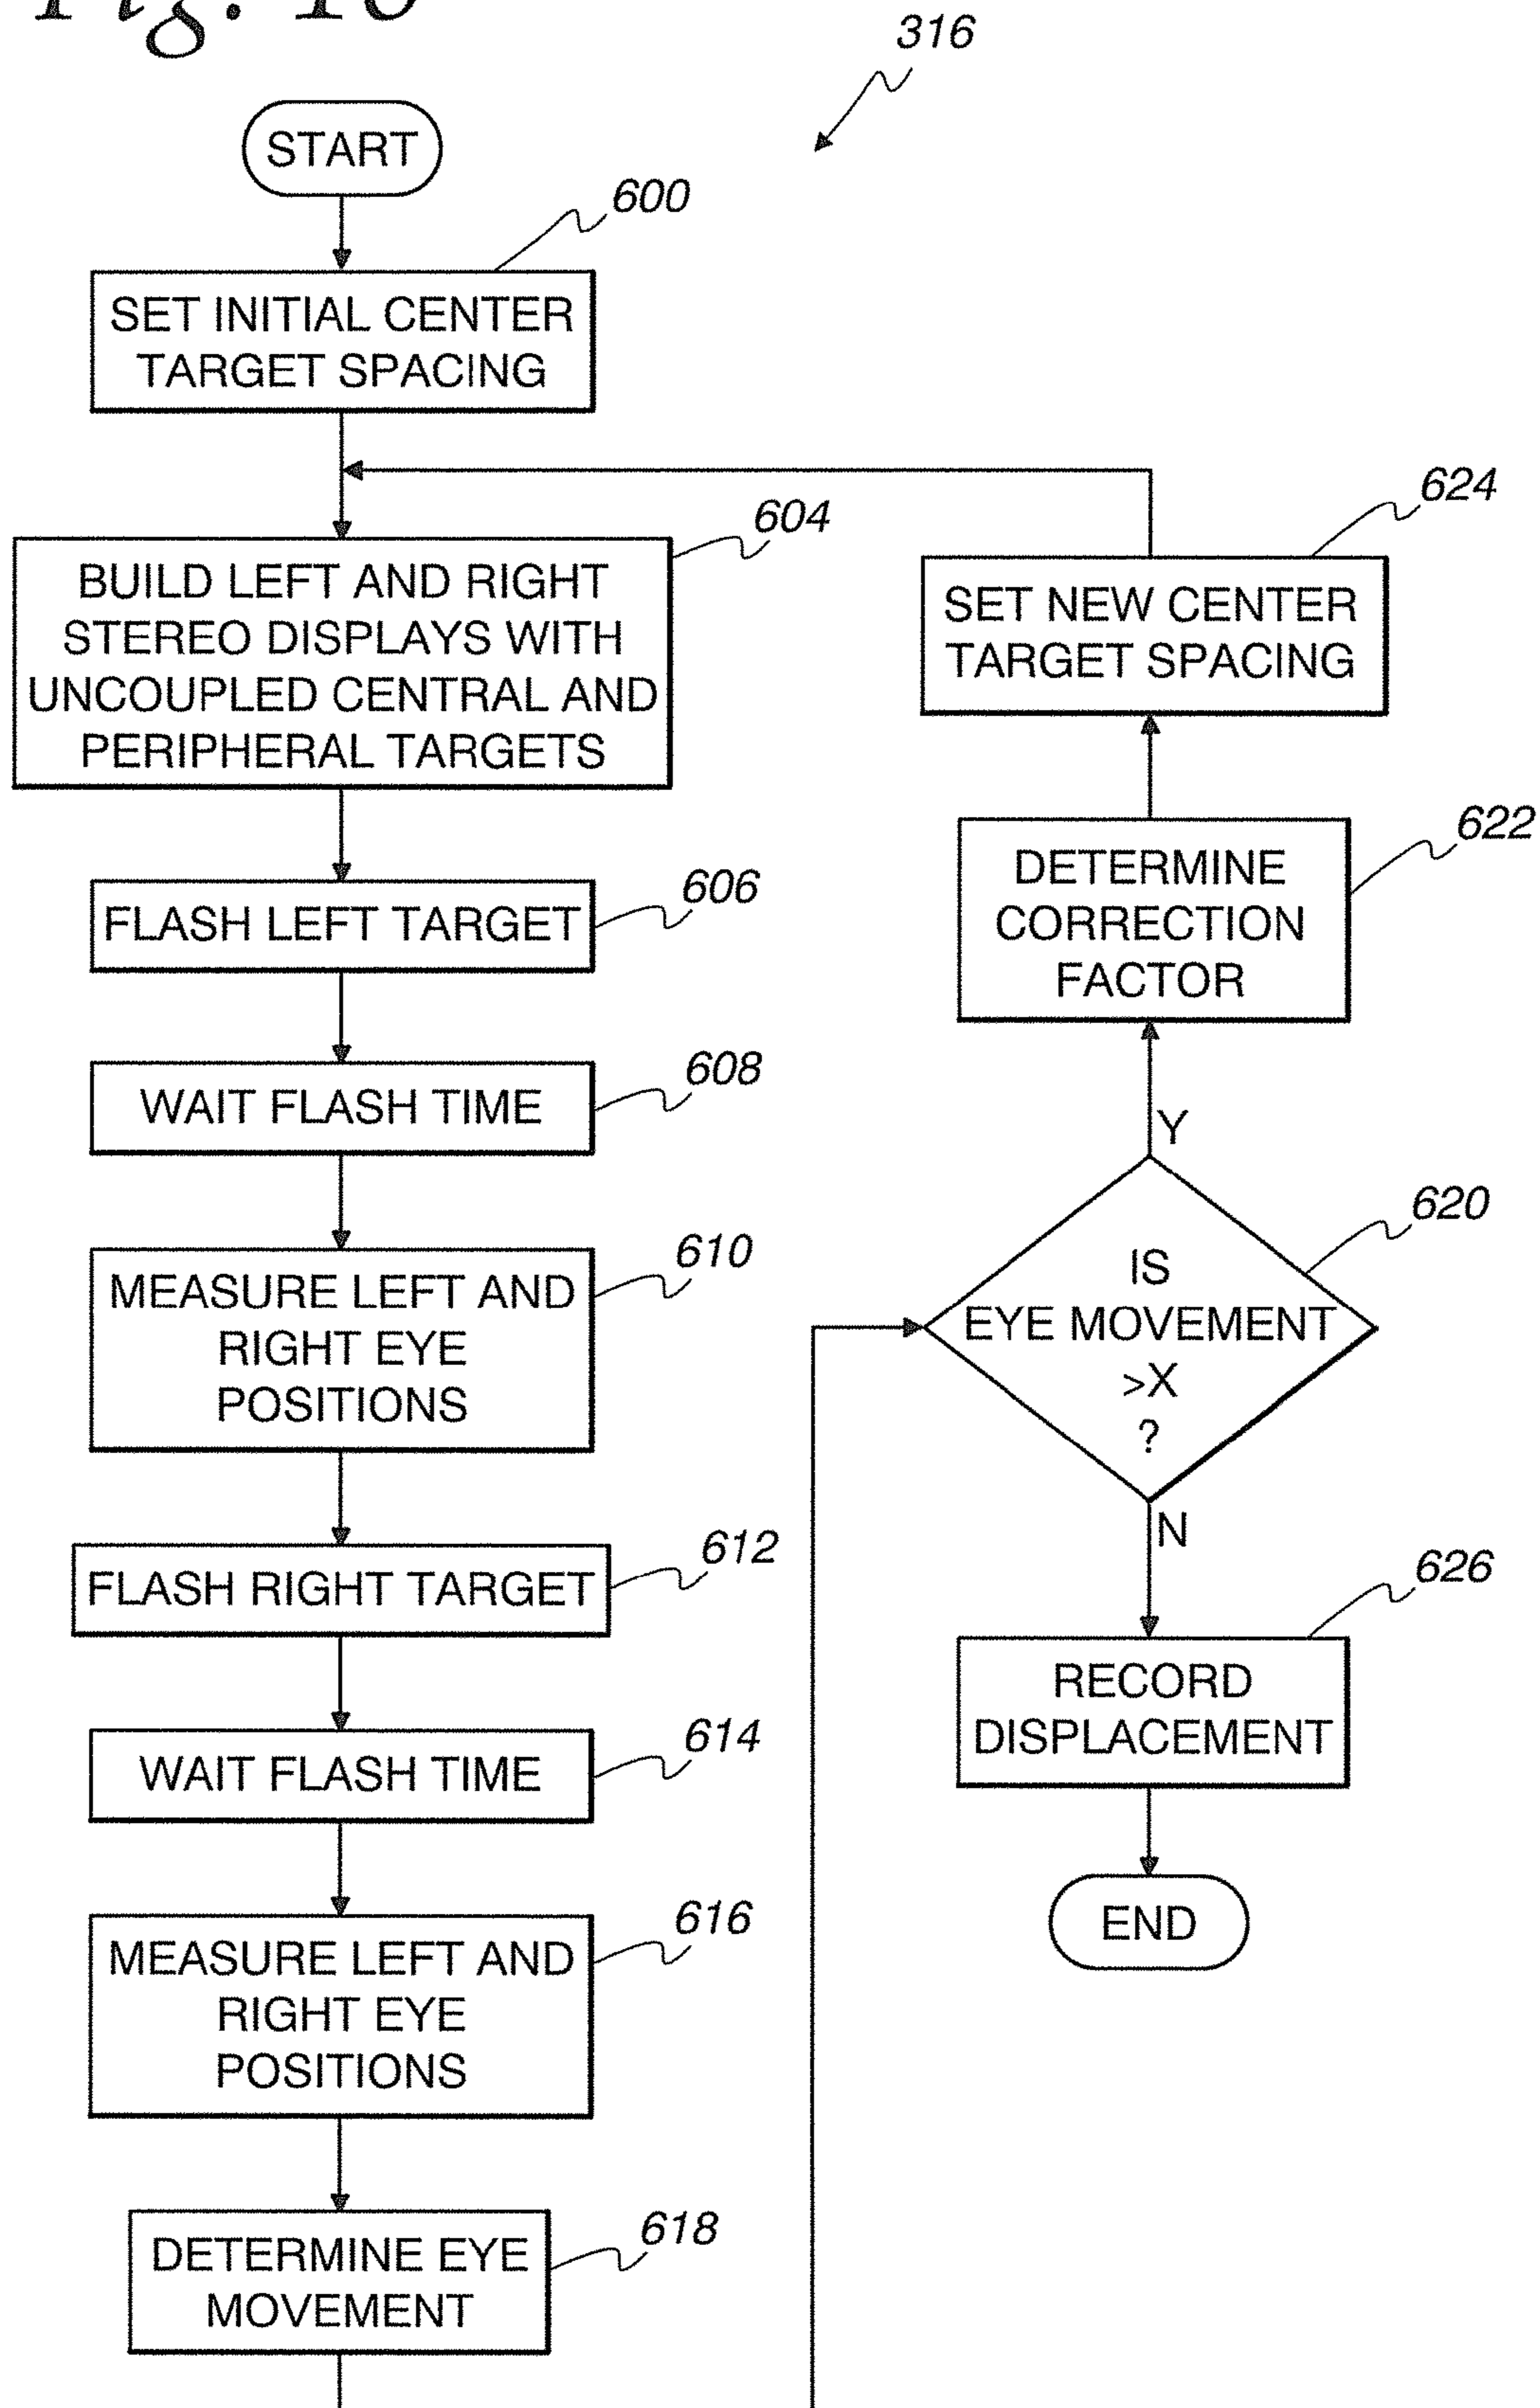 316
START
600
SET INITIAL CENTER
TARGET SPACING
604
BUILD LEFT AND RIGHT
STEREO DISPLAYS WITH
UNCOUPLED CENTRAL AND
PERIPHERAL TARGETS
606
FLASH LEFT TARGET
608
WAIT FLASH TIME
610
MEASURE LEFT AND
RIGHT EYE
POSITIONS
612
FLASH RIGHT TARGET
614
WAIT FLASH TIME
616
MEASURE LEFT AND
RIGHT EYE
POSITIONS
618
DETERMINE EYE
MOVEMENT
624
SET NEW CENTER
TARGET SPACING
622
DETERMINE
CORRECTION
FACTOR
Y
620
IS
EYE MOVEMENT
>X
?
N
626
RECORD
DISPLACEMENT
END